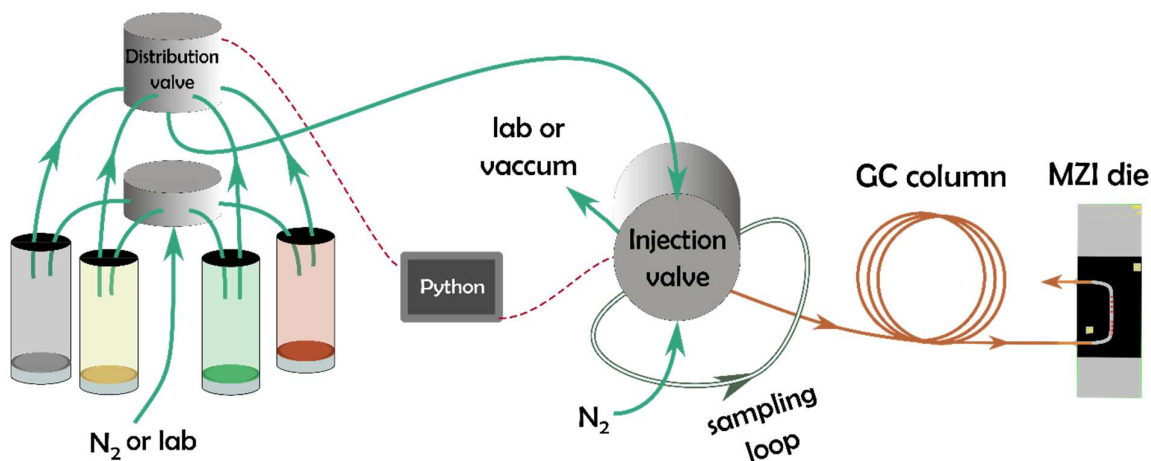 Distribution
valve
lab or
vaccum
GC column
MZI die
Injection
valve
Python
N₂ or lab
N₂
sampling
loop